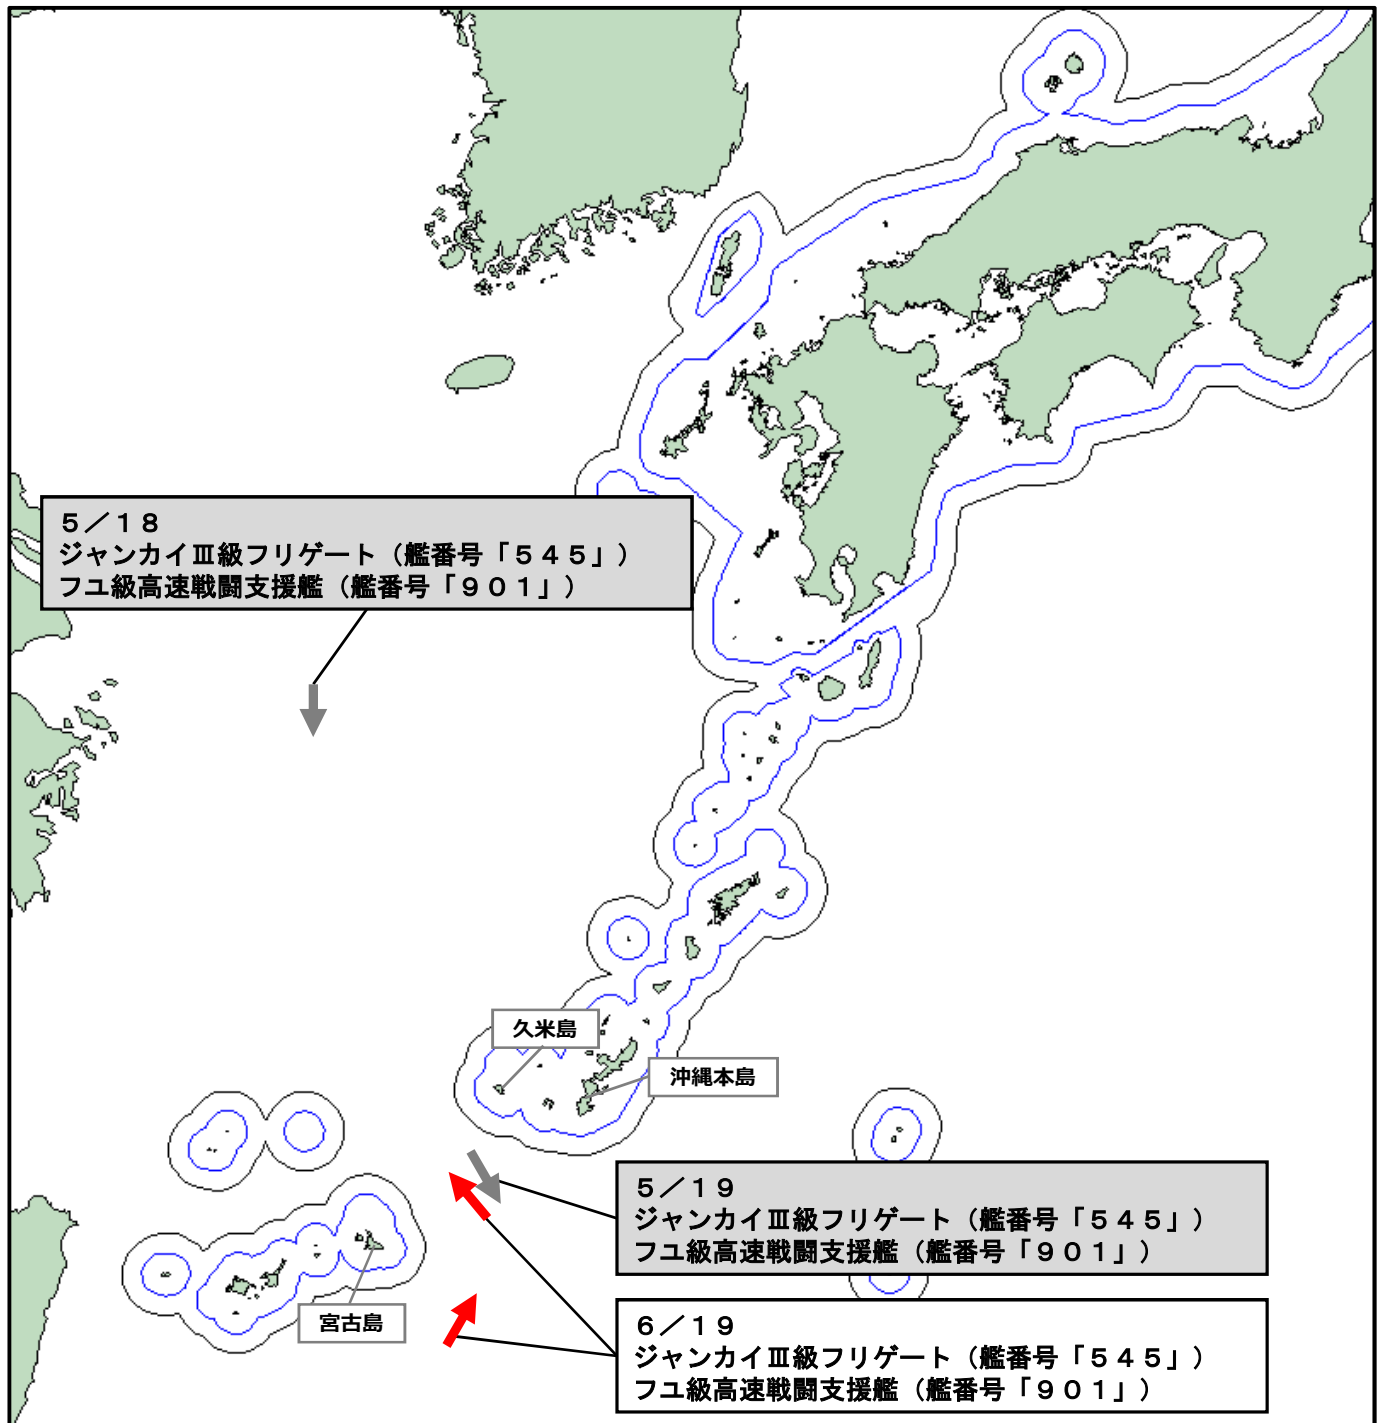 ５／１８
ジャンカイⅢ級フリゲート（艦番号「５４５」）
フユ級高速戦闘支援艦（艦番号「９０１」）
久米島
沖縄本島
５／１９
ジャンカイⅢ級フリゲート（艦番号「５４５」）
フユ級高速戦闘支援艦（艦番号「９０１」）
宮古島
６／１９
ジャンカイⅢ級フリゲート（艦番号「５４５」）
フユ級高速戦闘支援艦（艦番号「９０１」）